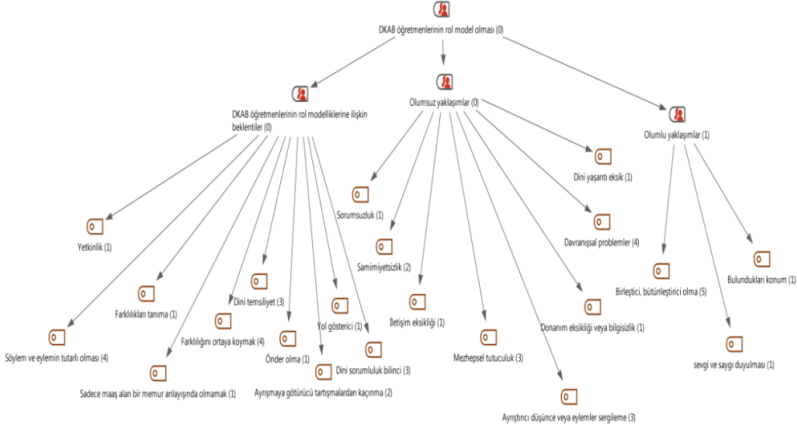 DKAB öğretmenlerinin rol model olması (0)
DKAB öğretmenlerinin rol modelliklerine ilişkin
beklentiler (0)
Olumsuz yaklaşımlar (0)
Olumlu yaklaşımlar (1)
Yetkinlik (1)
Farklılıkları tanıma (1)
Söylem ve eylemin tutarlı olması (4)
Sadece maaş alan bir memur anlayışında olmamak (1)
Dini temsiliyet (3)
Farklılığını ortaya koymak (4)
Önder olma (1)
Yol gösterici (1)
Ayrışmaya götürücü tartışmalardan kaçınma (2)
Dini sorumluluk bilinci (3)
Sorumsuzluk (1)
Samimiyetsizlik (2)
İletişim eksikliği (1)
Mezhepsel tutuculuk (3)
Ayrıştırıcı düşünce veya eylemler sergileme (3)
Donanım eksikliği veya bilgisizlik (1)
Davranışsal problemler (4)
Dini yaşantı eksik (1)
Birleştici, bütünleştirici olma (5)
sevgi ve saygı duyulması (1)
Bulundukları konum (1)